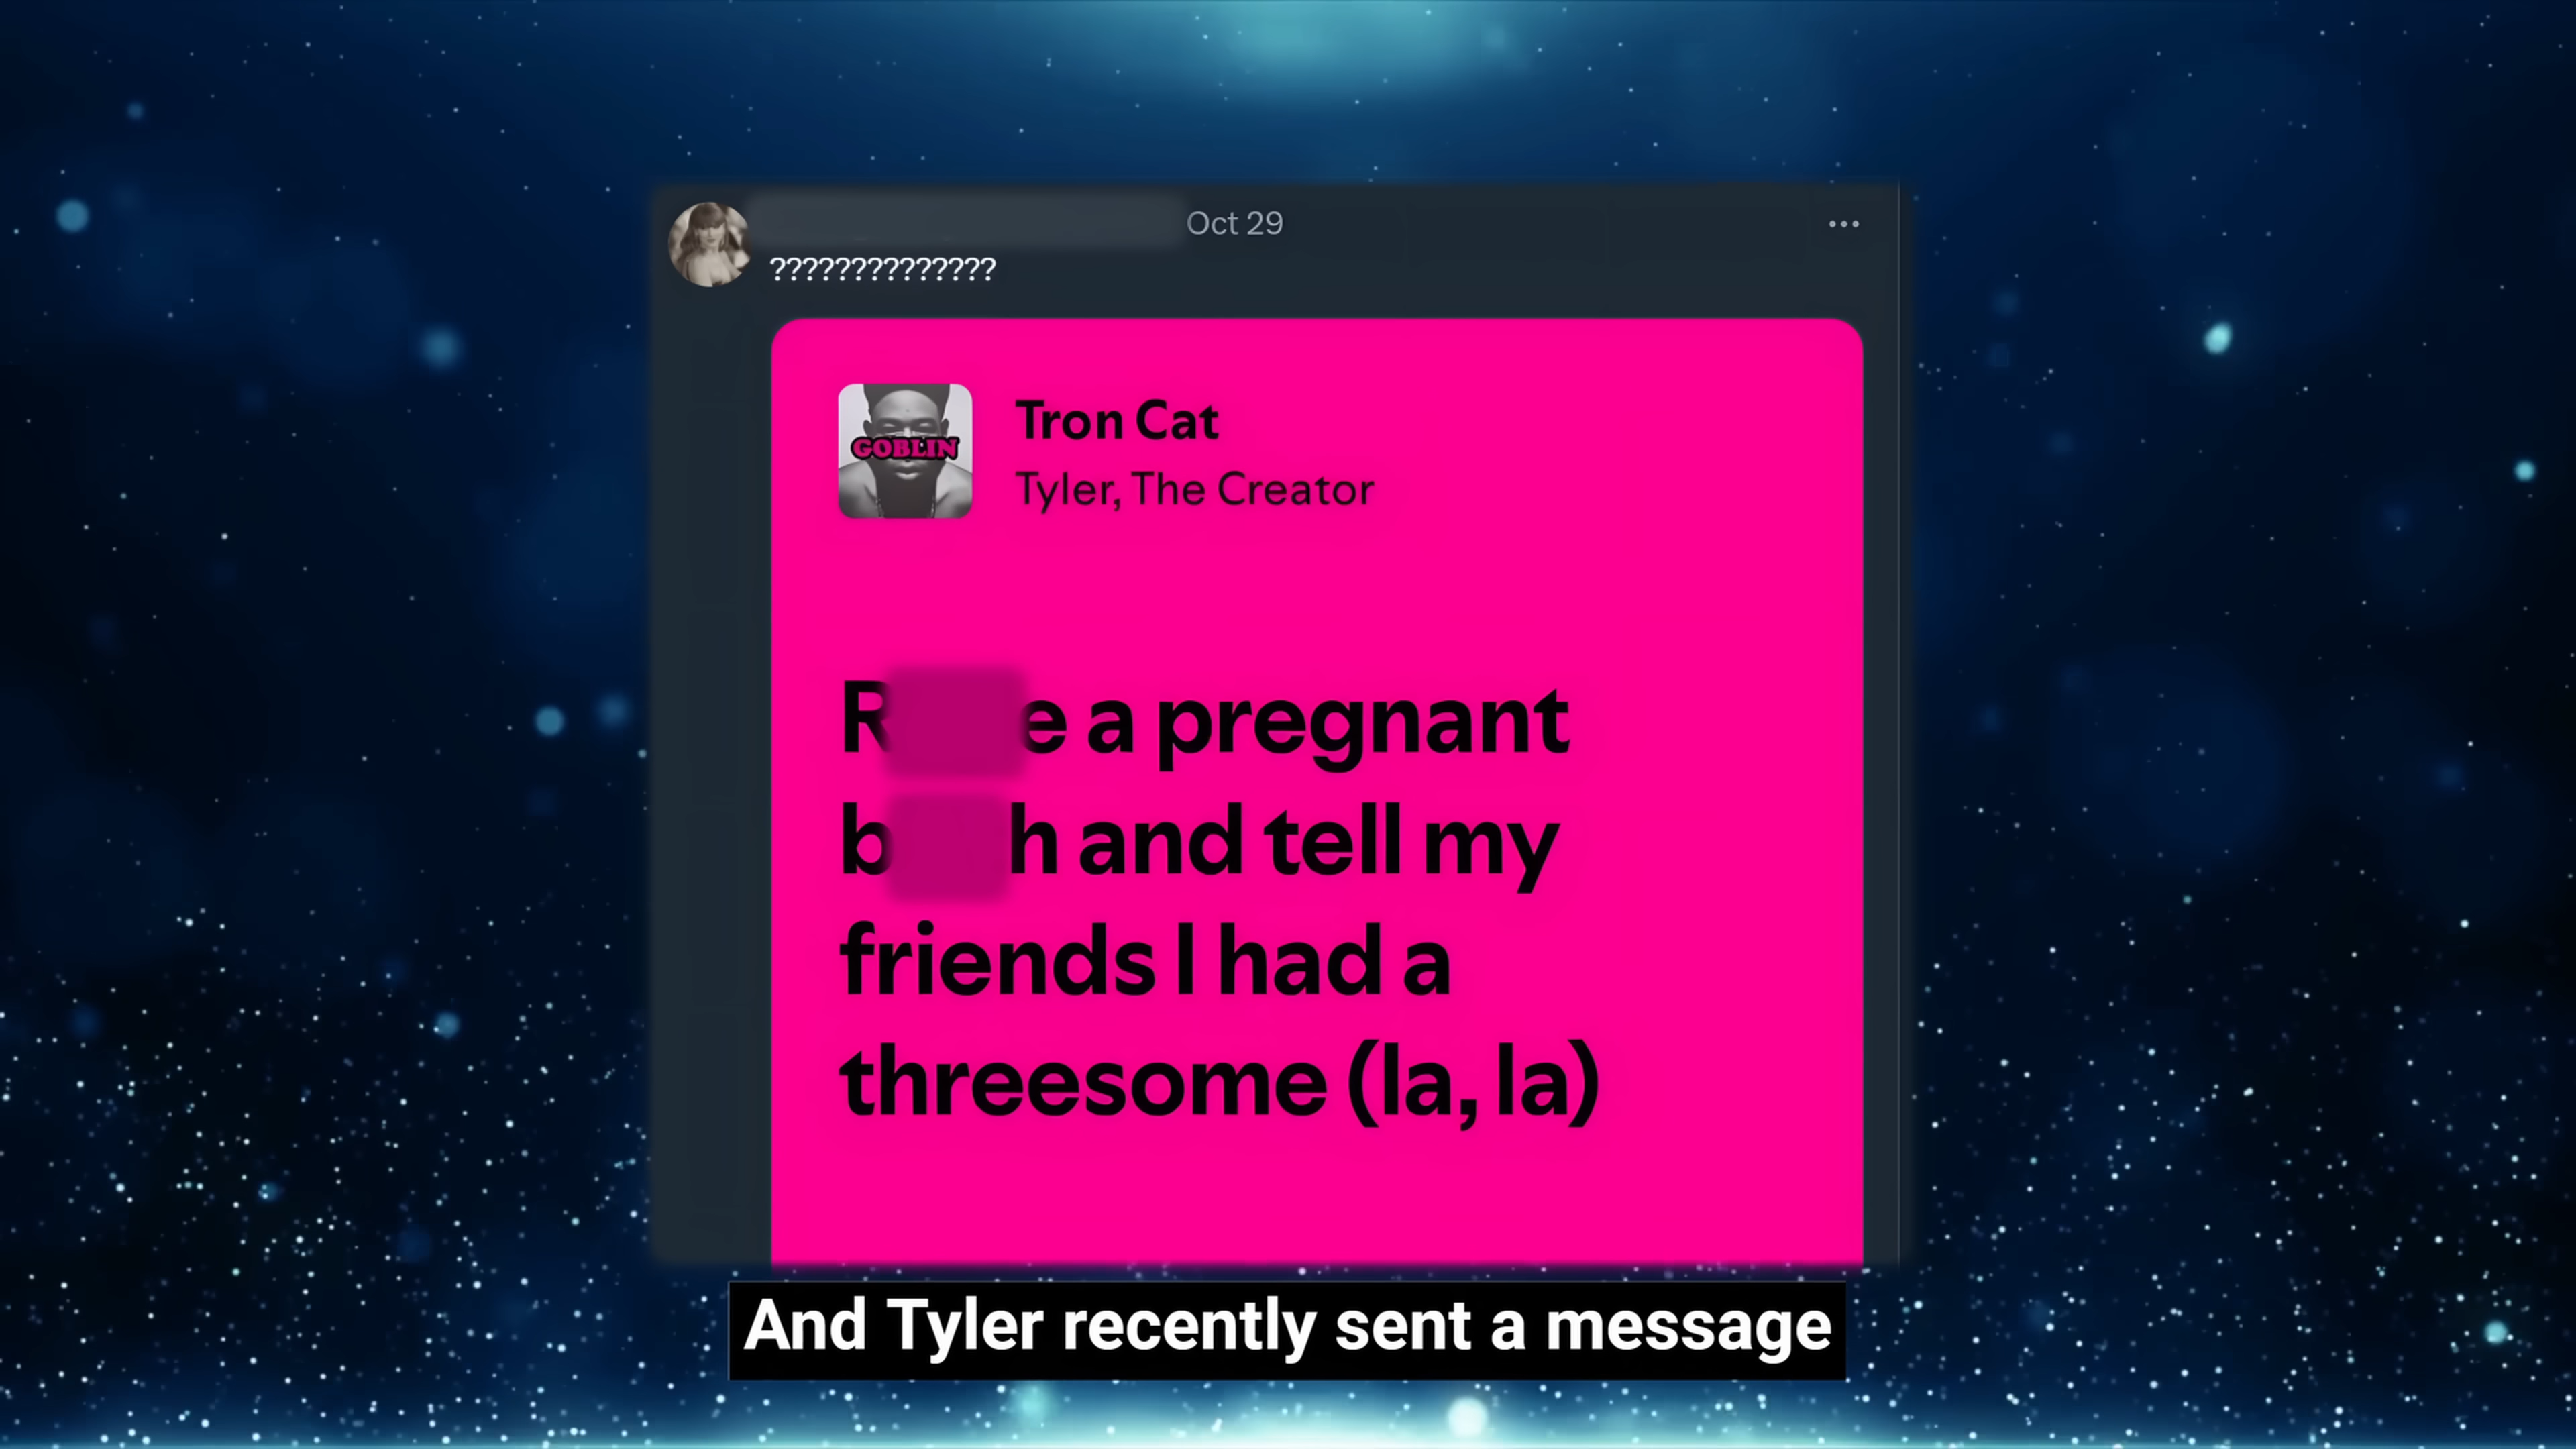 Oct 29
??????????????
GOBLIN
Tron Cat
Tyler, The Creator
R e a pregnant
b h and tell my
friends I had a
threesome (la, la)
And Tyler recently sent a message